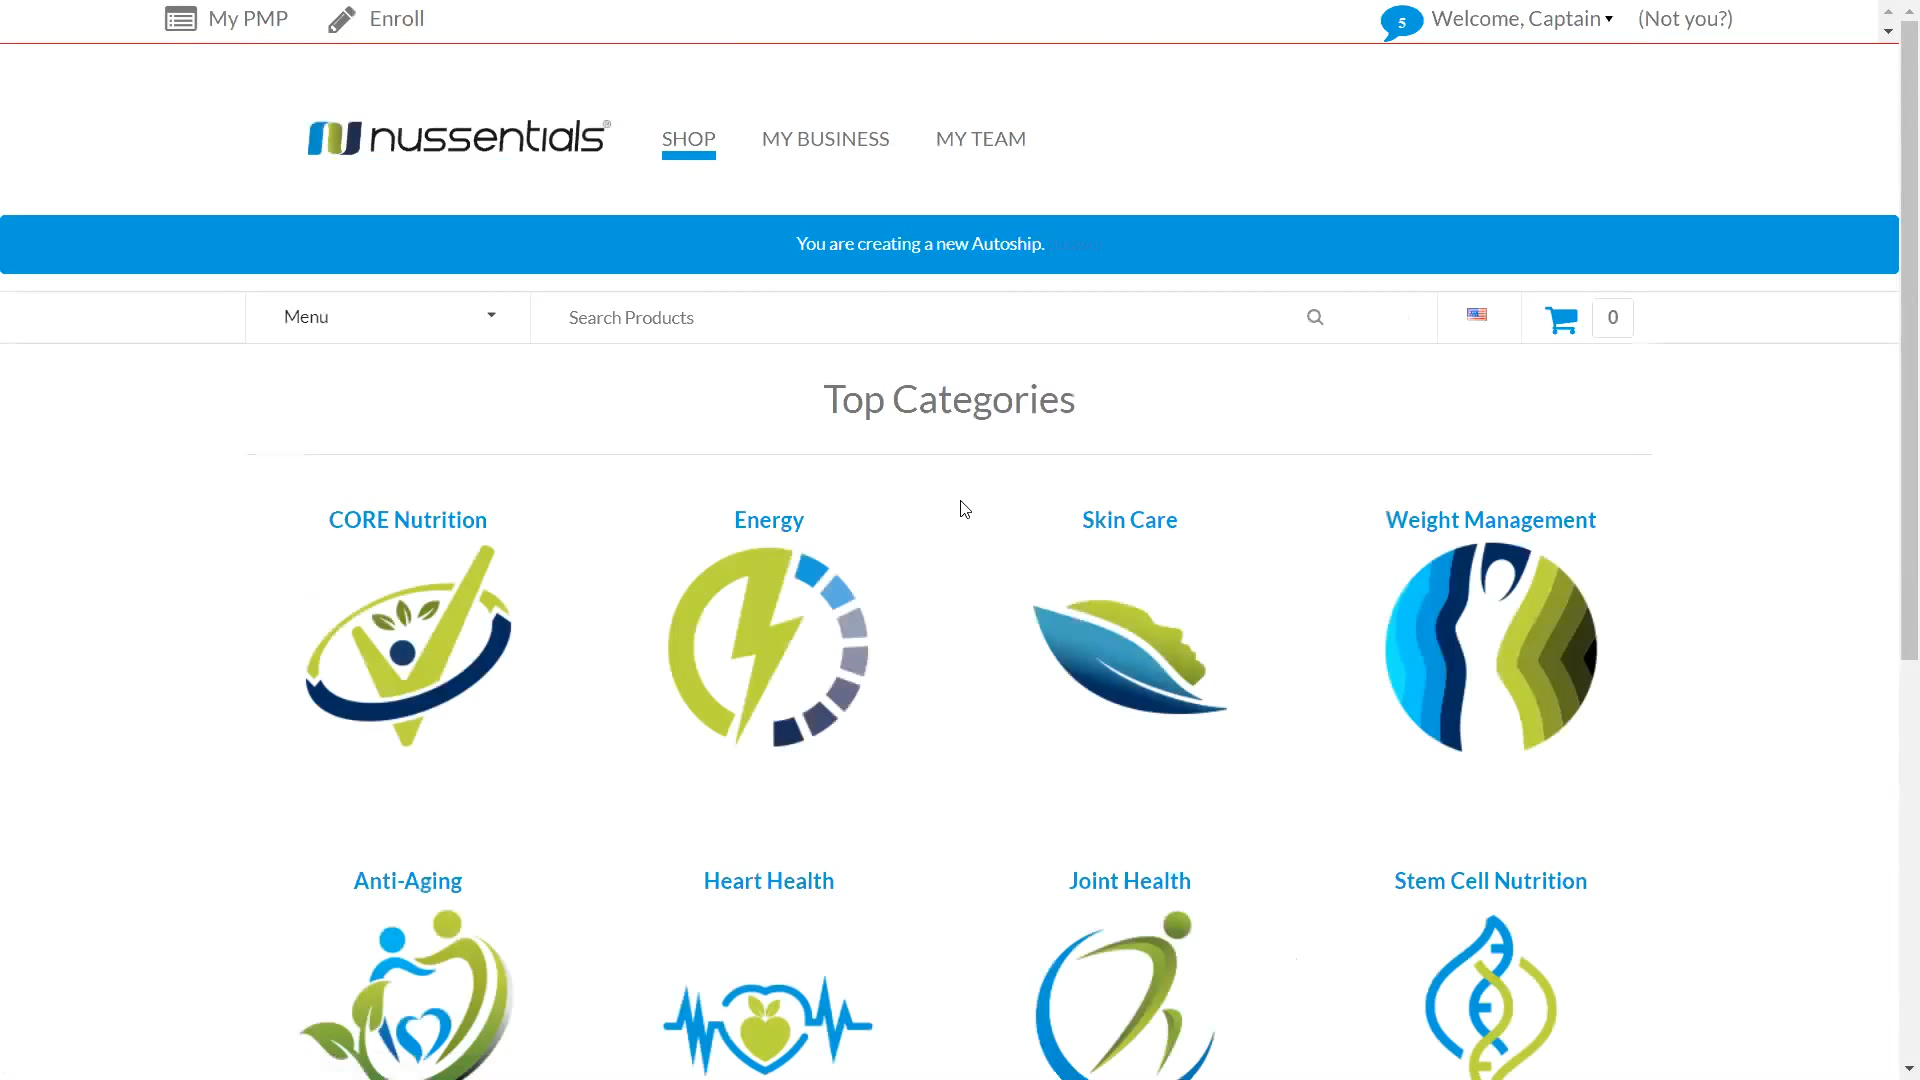 My PMP
Enroll
5
Welcome, Captain
(Not you?)
nussentials®
SHOP
MY BUSINESS
MY TEAM
You are creating a new Autoship.
Menu
Search Products
0
Top Categories
CORE Nutrition
Energy
Skin Care
Weight Management
Anti-Aging
Heart Health
Joint Health
Stem Cell Nutrition